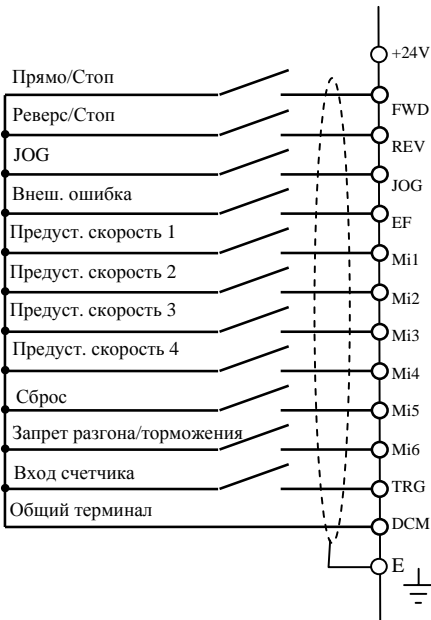 +24V
Прямо/Стоп
FWD
Реверс/Стоп
REV
JOG
JOG
Внеш. ошибка
EF
Предуст. скорость 1
Mi1
Предуст. скорость 2
Mi2
Предуст. скорость 3
Mi3
Предуст. скорость 4
Mi4
Сброс
Mi5
Запрет разгона/торможения
Mi6
Вход счетчика
TRG
Общий терминал
DCM
E